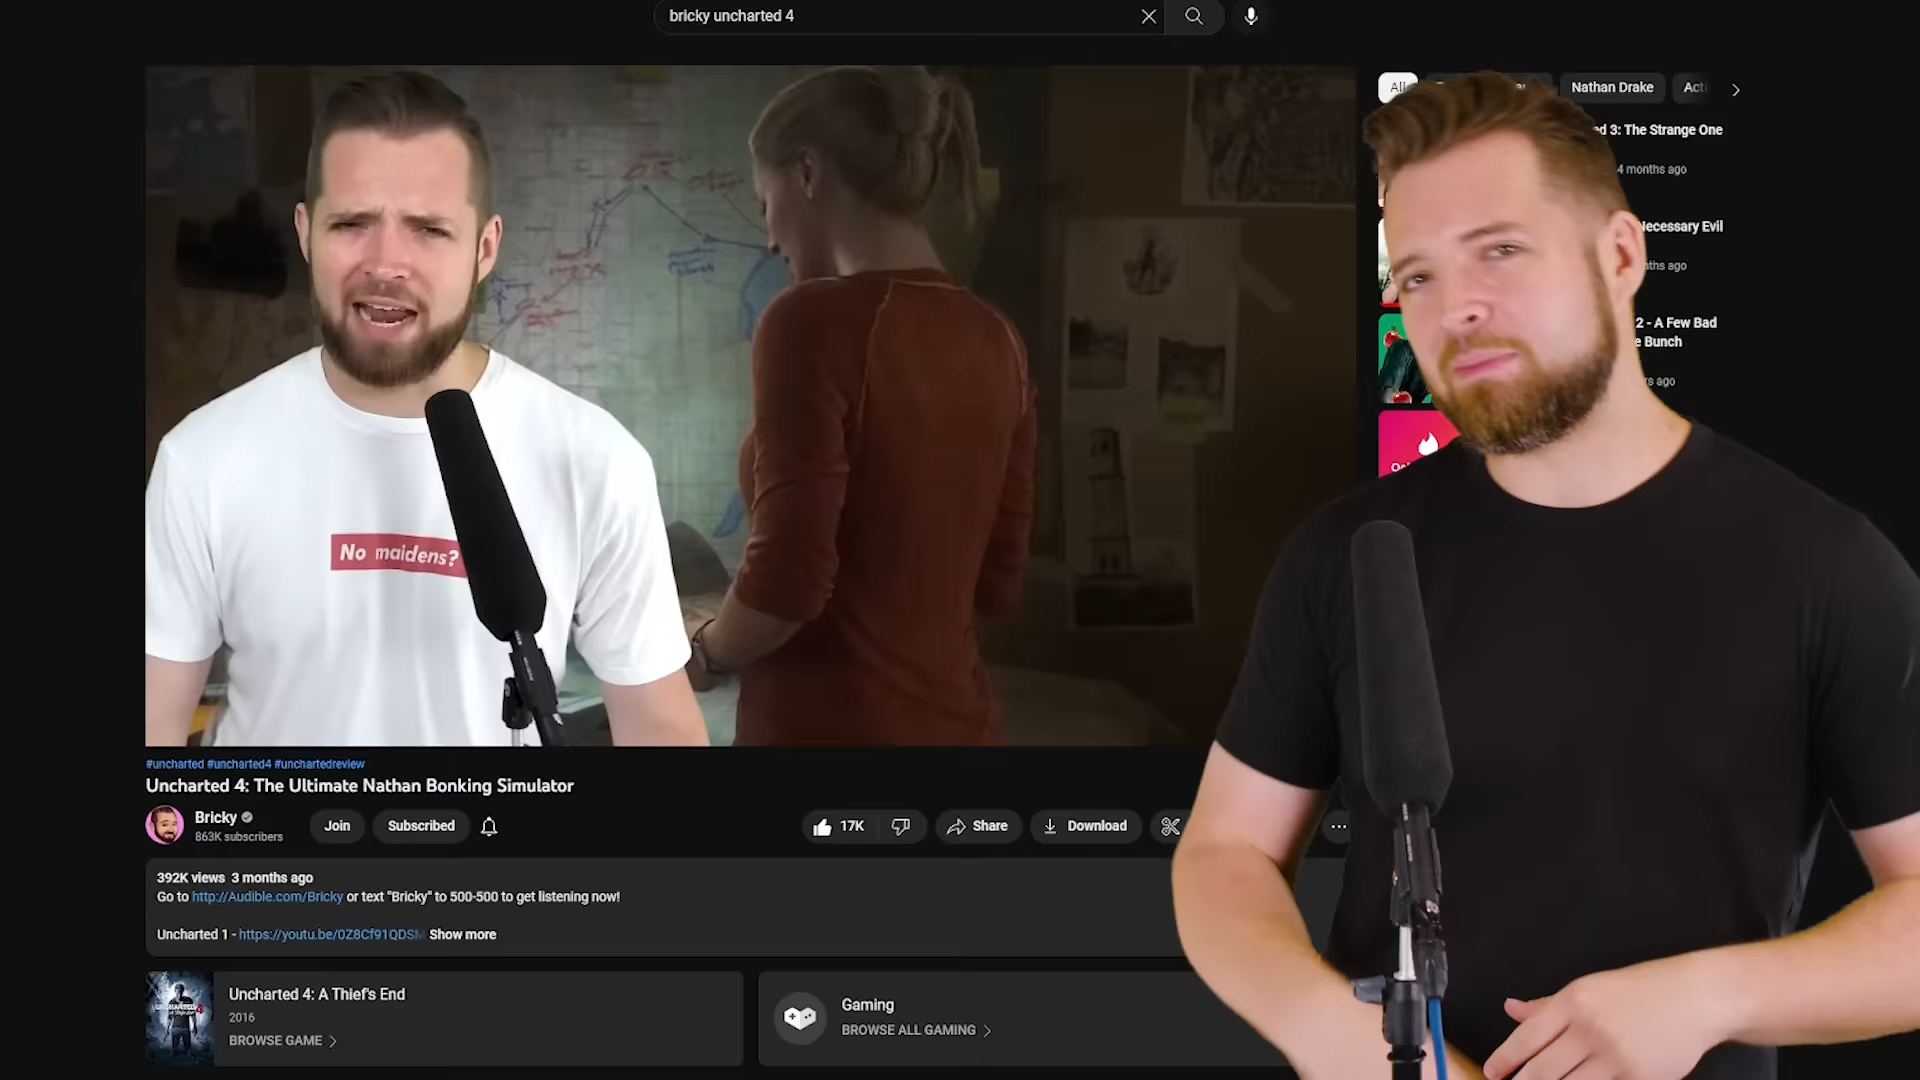 bricky uncharted 4
All
Nathan Drake
Acti
ed 3: The Strange One
4 months ago
Necessary Evil
nths ago
2 - A Few Bad
e Bunch
rs ago
No maidens?
#uncharted #uncharted4 #unchartedreview
Uncharted 4: The Ultimate Nathan Bonking Simulator
Bricky
863K subscribers
Join
Subscribed
17K
Share
Download
392K views 3 months ago
Go to http://Audible.com/Bricky or text "Bricky" to 500-500 to get listening now!
Uncharted 1 - https://youtu.be/0Z8Cf91QDSM Show more
Uncharted 4: A Thief's End
2016
BROWSE GAME
Gaming
BROWSE ALL GAMING